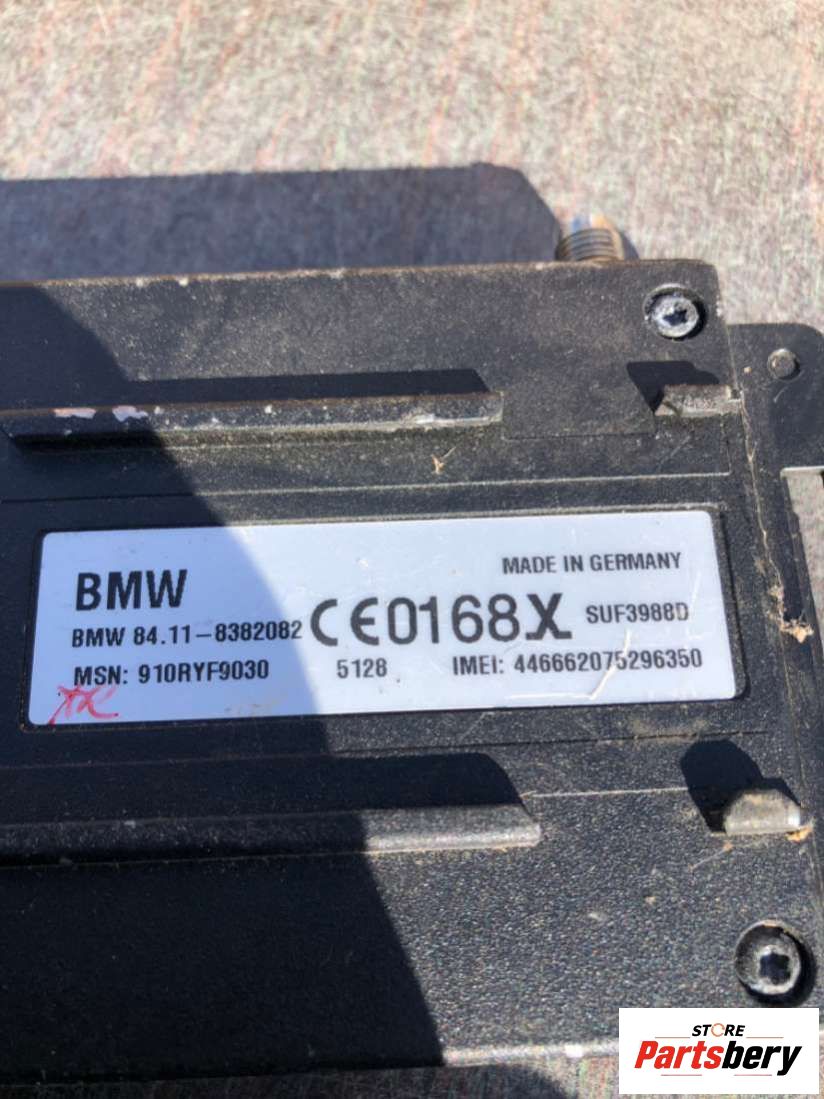 MADE IN GERMANY
BMW
BMW 84.11-8382082 CE0168X SUF3988D
MSN: 910RYF9030 5128 IMEI: 446662075296350
STORE
Partsbery